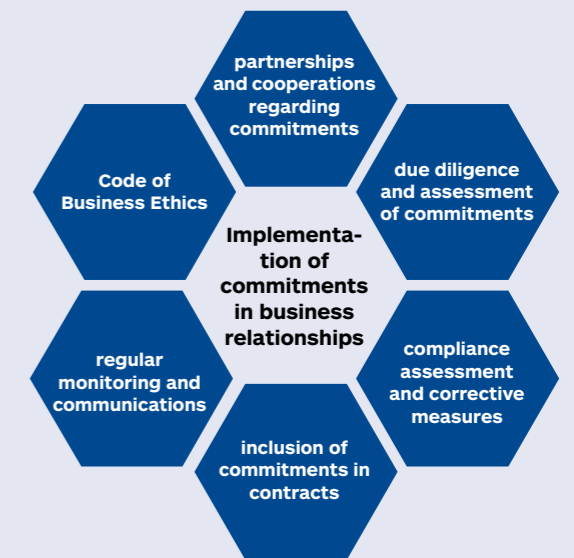 partnerships
and cooperations
regarding
commitments
Code of
Business Ethics
due diligence
and assessment
of commitments
Implementa-
tion of
commitments
in business
relationships
regular
monitoring and
communications
compliance
assessment
and corrective
measures
inclusion of
commitments in
contracts